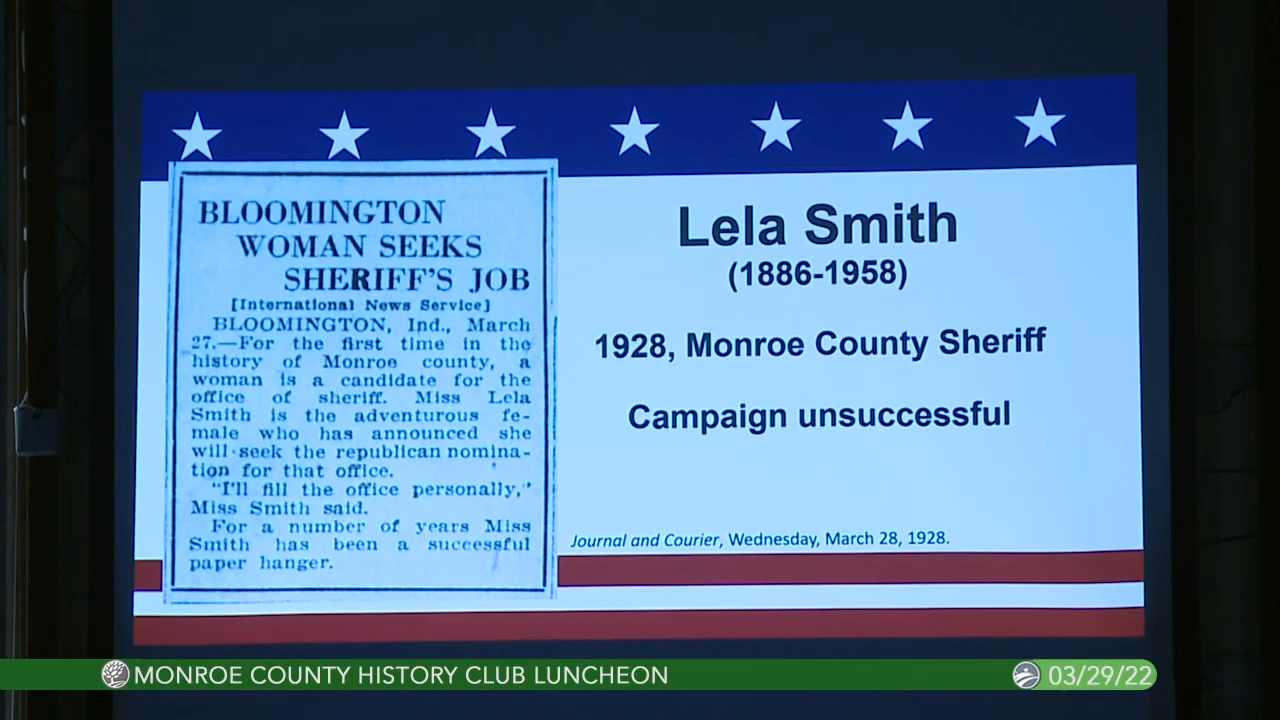 BLOOMINGTON
WOMAN SEEKS
SHERIFF'S JOB
[International News Service]
BLOOMINGTON, Ind., March
27.—For the first time in the
history of Monroe county, a
woman is a candidate for the
office of sheriff. Miss Lela
Smith is the adventurous fe-
male who has announced she
will seek the republican nomina-
tion for that office.
"I'll fill the office personally,"
Miss Smith said.
For a number of years Miss
Smith has been a successful
paper hanger.
Lela Smith
(1886-1958)
1928, Monroe County Sheriff
Campaign unsuccessful
Journal and Courier, Wednesday, March 28, 1928.
MONROE COUNTY HISTORY CLUB LUNCHEON
03/29/22